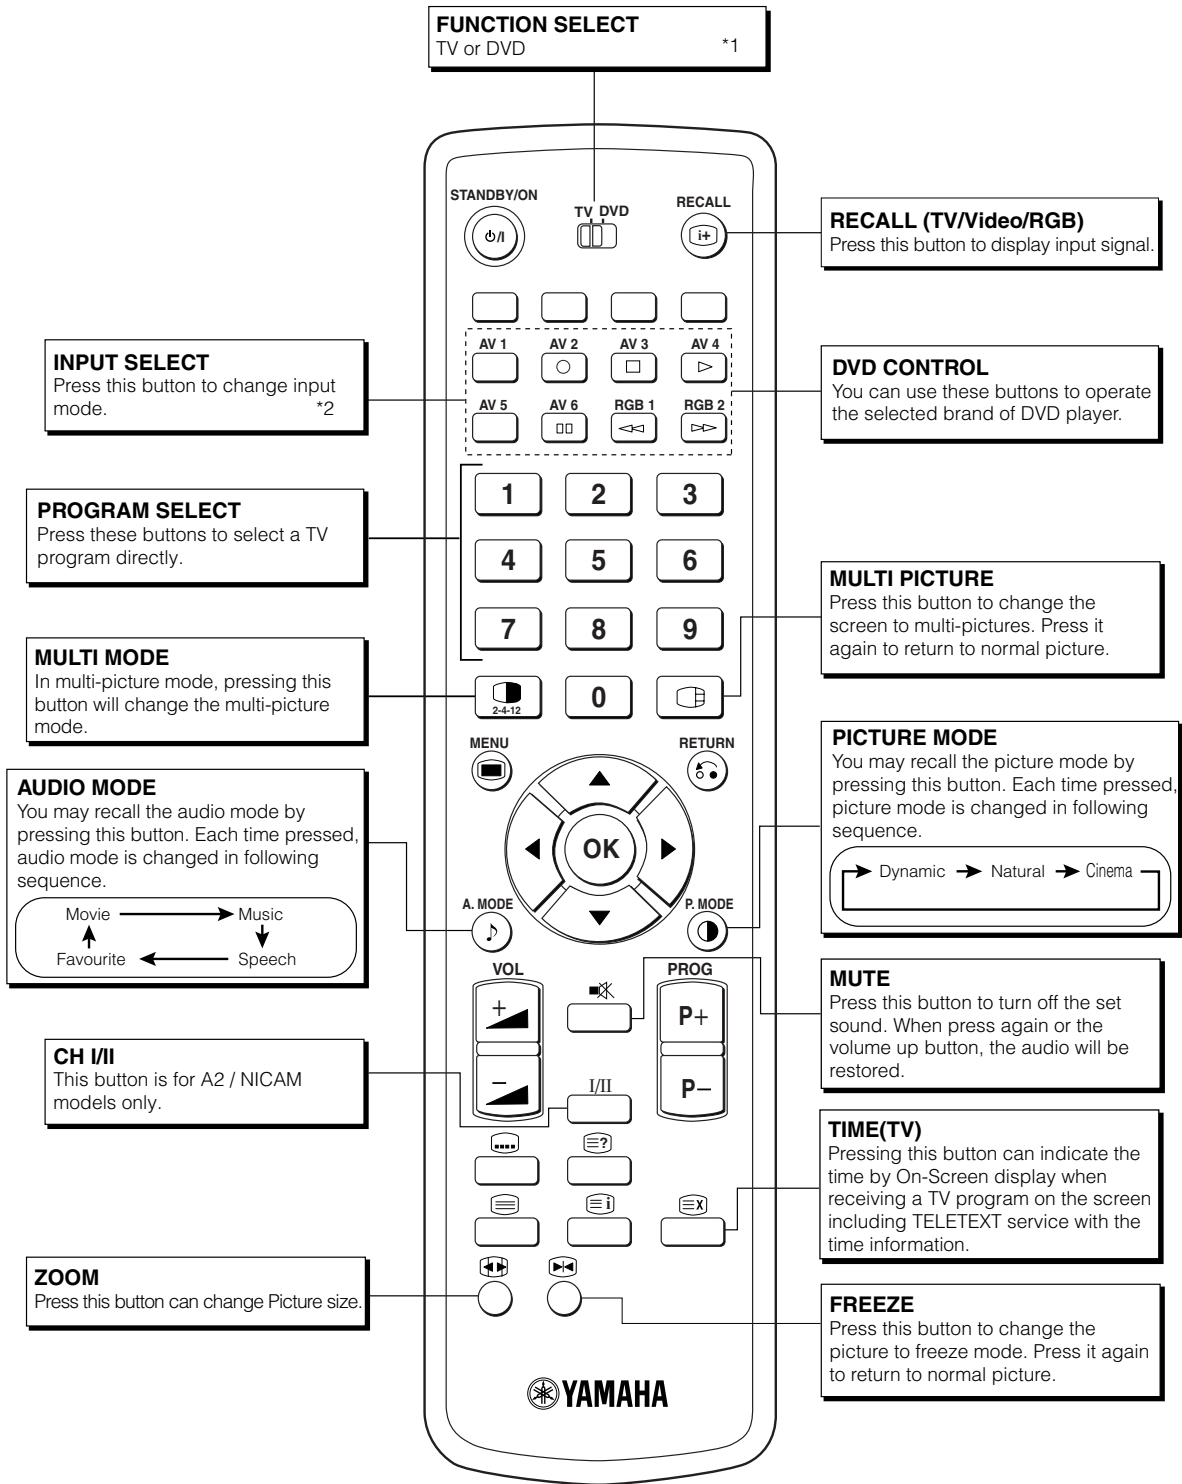 FUNCTION SELECT
TV or DVD *1
STANDBY/ON
TV DVD
RECALL
⏻/I
i+
RECALL (TV/Video/RGB)
Press this button to display input signal.
INPUT SELECT
Press this button to change input
mode. *2
AV 1 AV 2 AV 3 AV 4
AV 5 AV 6 RGB 1 RGB 2
DVD CONTROL
You can use these buttons to operate
the selected brand of DVD player.
PROGRAM SELECT
Press these buttons to select a TV
program directly.
1 2 3
4 5 6
7 8 9
2-4-12
0
MULTI PICTURE
Press this button to change the
screen to multi-pictures. Press it
again to return to normal picture.
MULTI MODE
In multi-picture mode, pressing this
button will change the multi-picture
mode.
MENU
RETURN
OK
A. MODE
P. MODE
AUDIO MODE
You may recall the audio mode by
pressing this button. Each time pressed,
audio mode is changed in following
sequence.
Movie Music
Favourite Speech
PICTURE MODE
You may recall the picture mode by
pressing this button. Each time pressed,
picture mode is changed in following
sequence.
Dynamic Natural Cinema
VOL
PROG
+
−
P+
P−
I/II
MUTE
Press this button to turn off the set
sound. When press again or the
volume up button, the audio will be
restored.
CH I/II
This button is for A2 / NICAM
models only.
?
i
X
TIME(TV)
Pressing this button can indicate the
time by On-Screen display when
receiving a TV program on the screen
including TELETEXT service with the
time information.
ZOOM
Press this button can change Picture size.
FREEZE
Press this button to change the
picture to freeze mode. Press it again
to return to normal picture.
YAMAHA